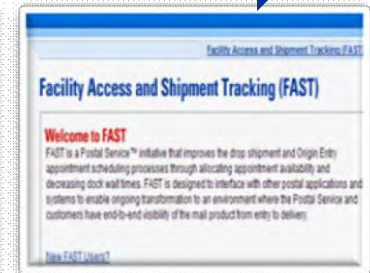 Facility Access and Shipment Tracking (FAST
Facility Access and Shipment Tracking (FAST)
Welcome to FAST
FAST is a Postal Service™ initiative that improves the drop shipment and Origin Entry
appointment scheduling processes through allocating appointment availability and
decreasing dock wait times. FAST is designed to interface with other postal applications and
systems to enable ongoing transformation to an environment where the Postal Service and
customers have end-to-end visibility of the mail product from entry to delivery.
New FAST Users?